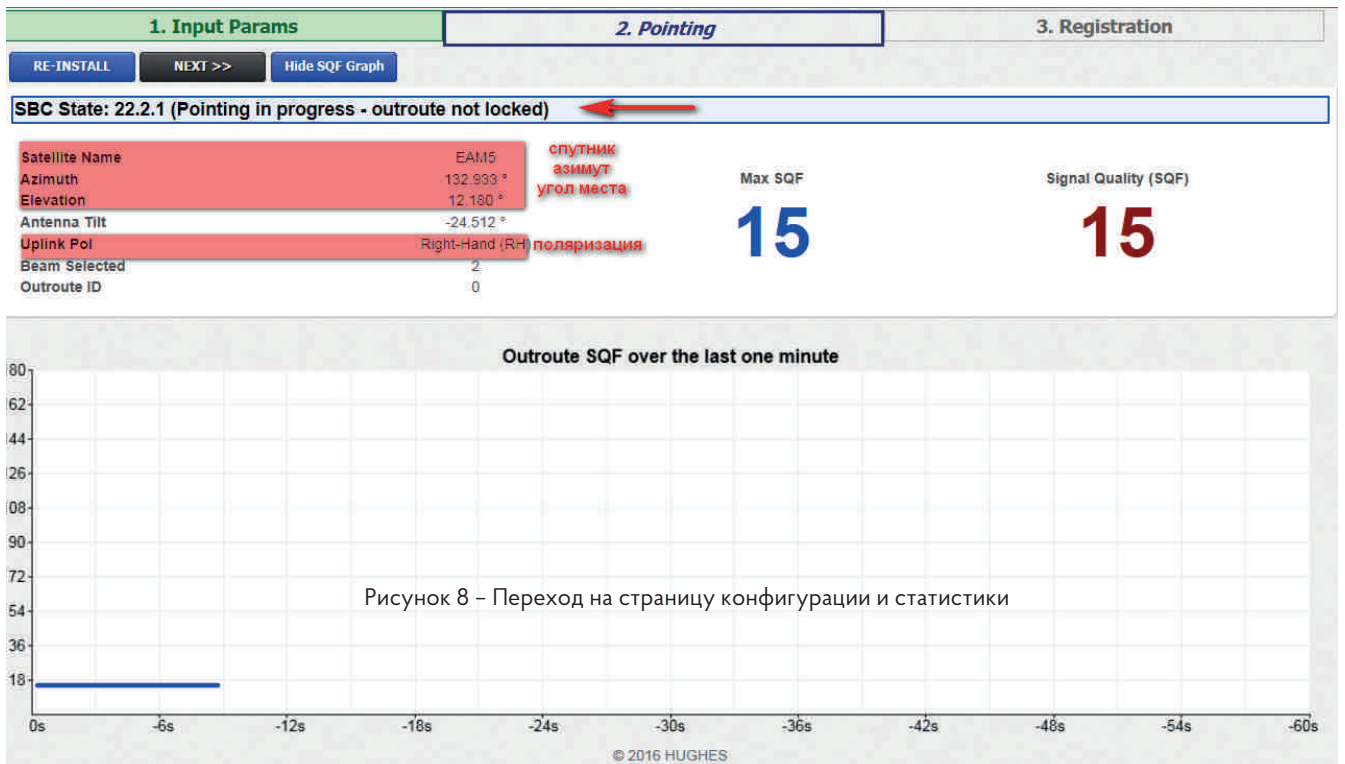 1. Input Params
2. Pointing
3. Registration
RE-INSTALL
NEXT >>
Hide SQF Graph
SBC State: 22.2.1 (Pointing in progress - outroute not locked)
Satellite Name EAM5
Azimuth 132.933 °
Elevation 12.180 °
Antenna Tilt -24.512 °
Uplink Pol Right-Hand (RH)
Beam Selected 2
Outroute ID 0
спутник
азимут
угол места
поляризация
Max SQF
15
Signal Quality (SQF)
15
Outroute SQF over the last one minute
180
162
144
126
108
90
72
54
36
18
Рисунок 8 – Переход на страницу конфигурации и статистики
0s -6s -12s -18s -24s -30s -36s -42s -48s -54s -60s
© 2016 HUGHES